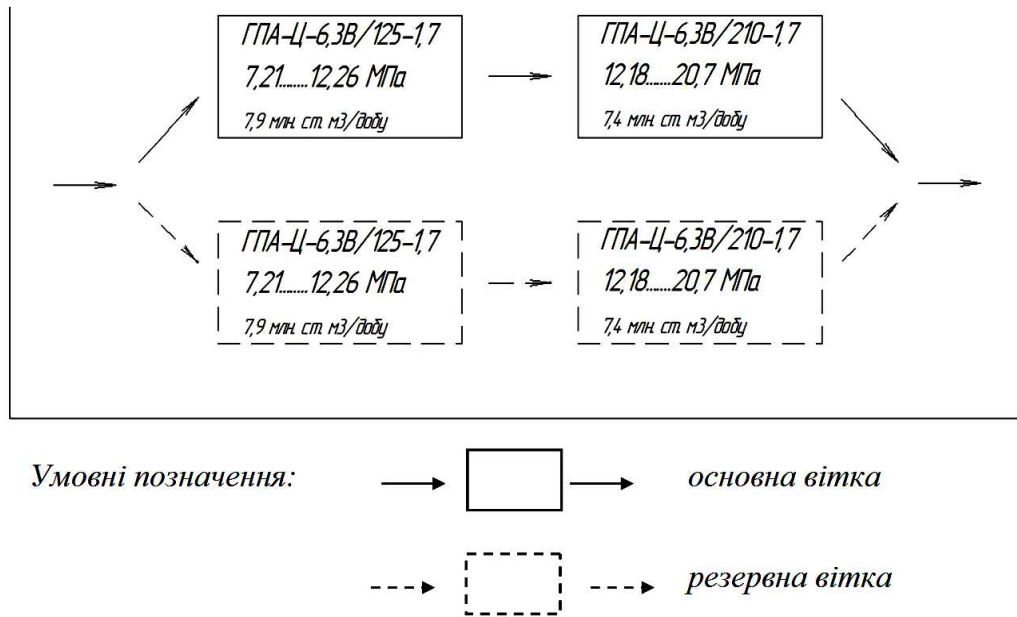 ГПА-Ц-6,3В/125-1,7
7,21.......12,26 МПа
7,9 млн. ст. м3/добу
ГПА-Ц-6,3В/210-1,7
12,18.......20,7 МПа
7,4 млн. ст. м3/добу
ГПА-Ц-6,3В/125-1,7
7,21.......12,26 МПа
7,9 млн. ст. м3/добу
ГПА-Ц-6,3В/210-1,7
12,18.......20,7 МПа
7,4 млн. ст. м3/добу
Умовні позначення:
основна вітка
резервна вітка